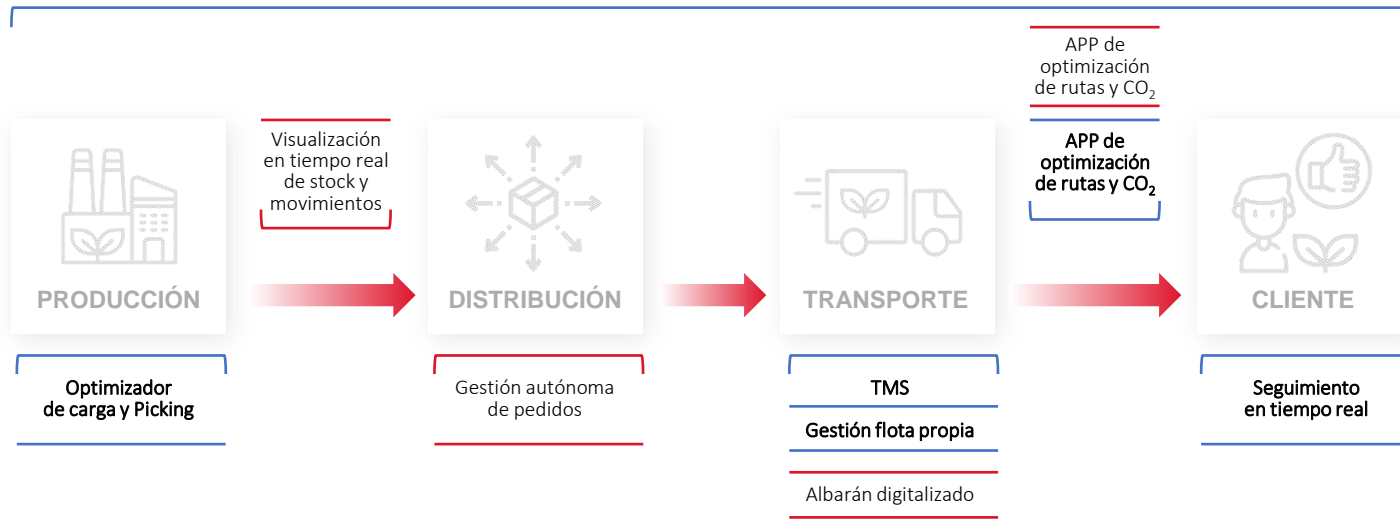 APP de
optimización
de rutas y CO₂
Visualización
en tiempo real
de stock y
movimientos
APP de
optimización
de rutas y CO₂
PRODUCCIÓN
DISTRIBUCIÓN
TRANSPORTE
CLIENTE
Optimizador
de carga y Picking
Gestión autónoma
de pedidos
TMS
Gestión flota propia
Albarán digitalizado
Seguimiento
en tiempo real